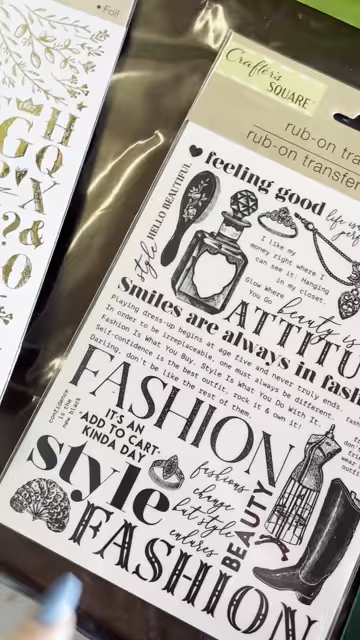 • Foil
G H
Q
X
? &
O
Crafter's
SQUARE
rub-on tra
rub-on transfe
feeling good
life is
HELLO BEAUTIFUL
style
I like my
money right where I
can see it: Hanging
in my closet.
Glow Where
You Go
beauty is
Smiles are always in fash
ATTITU
Playing dress-up begins at age five and never truly ends.
In order to be irreplaceable, one must always be different.
Fashion Is What You Buy, Style Is What You Do With It.
Self-confidence is the best outfit, rock it & own it!
Darling, don't be like the rest of them.
FASHION
confidence
is the
new black
IT'S AN
ADD TO CART
KINDA DAY
style
fashions
change
but style
endures
BEAUTY
FASHION